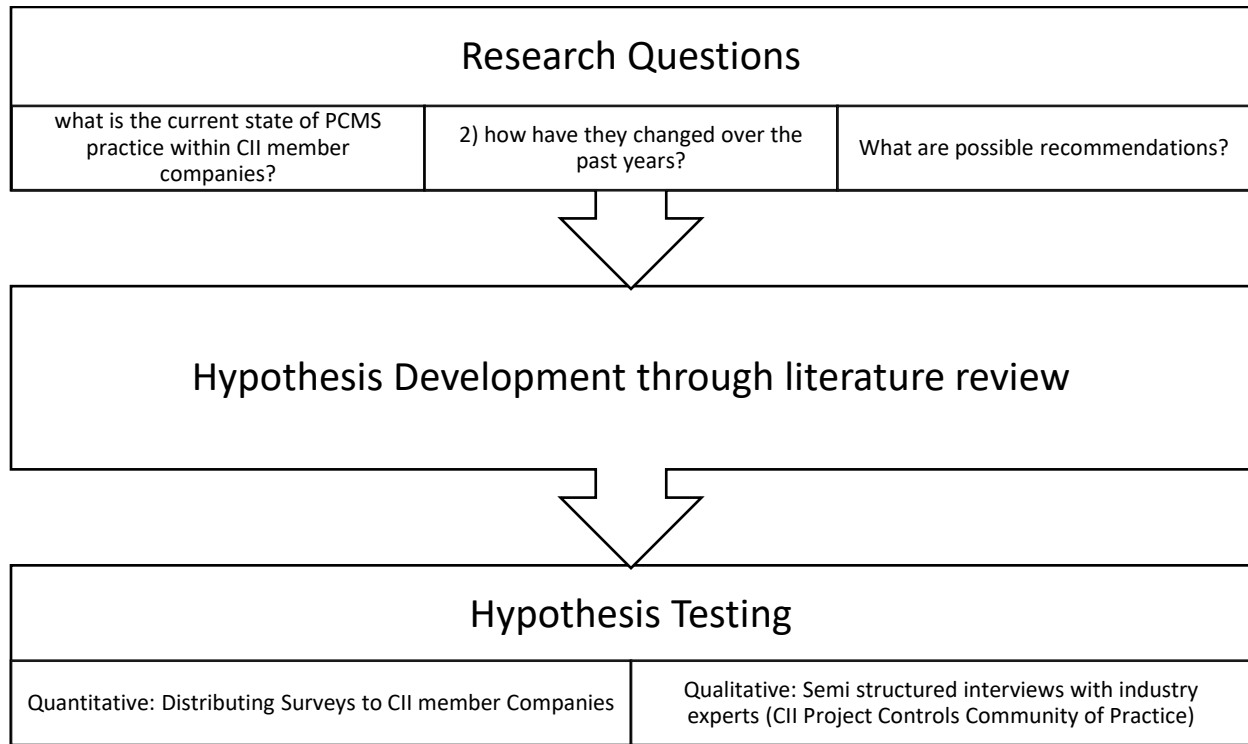 Research Questions
what is the current state of PCMS
practice within CII member
companies?
2) how have they changed over the
past years?
What are possible recommendations?
Hypothesis Development through literature review
Hypothesis Testing
Quantitative: Distributing Surveys to CII member Companies
Qualitative: Semi structured interviews with industry
experts (CII Project Controls Community of Practice)